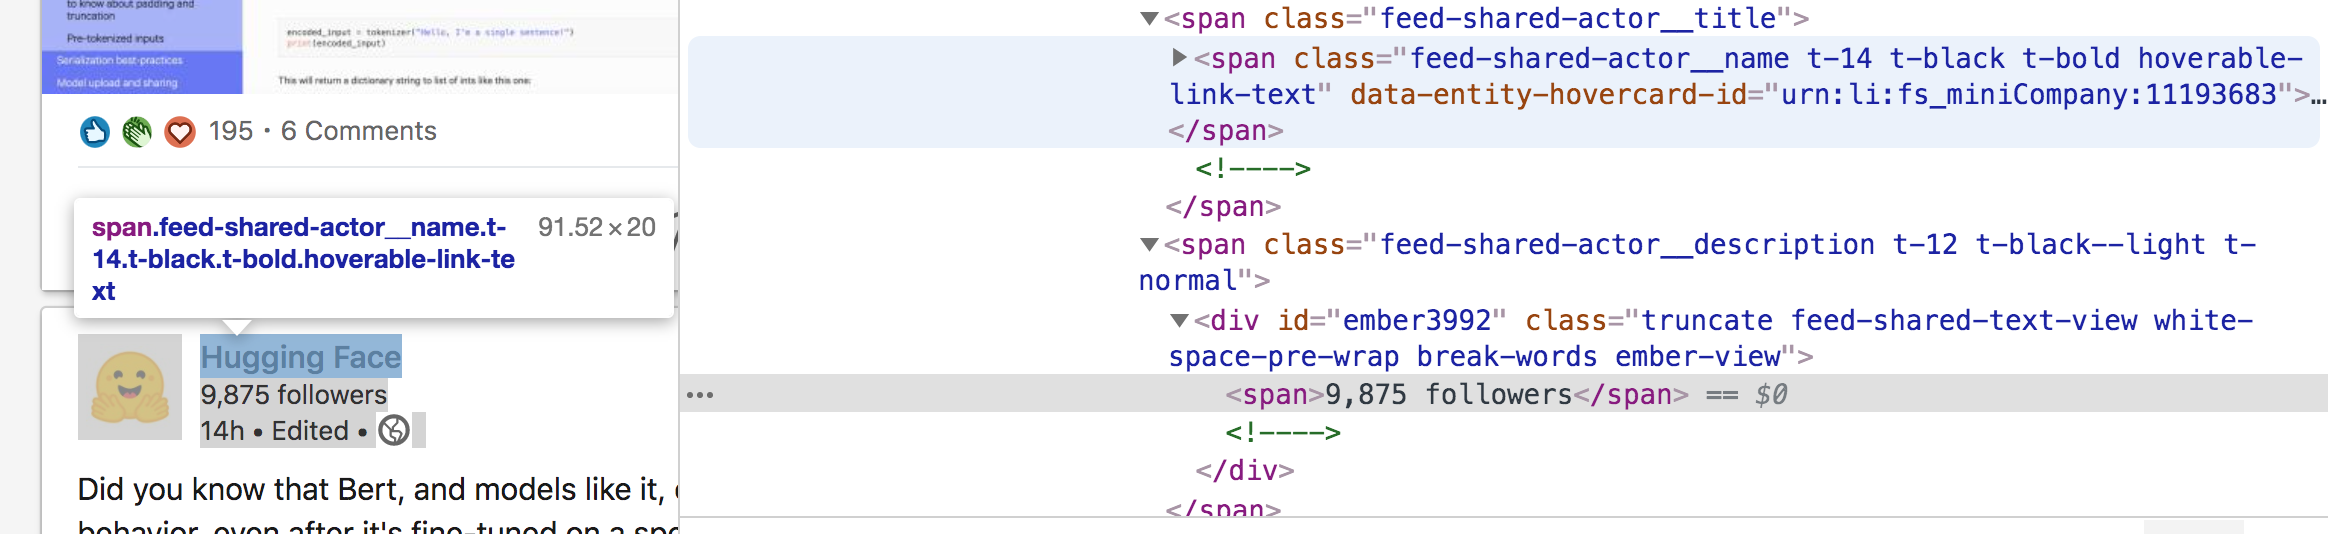 to know about padding and
truncation
Pre-tokenized inputs
Serialization best-practices
Model upload and sharing
encoded_input = tokenizer("Hello, I'm a single sentence!")
print(encoded_input)
This will return a dictionary string to list of ints like this one:
195 • 6 Comments
span.feed-shared-actor__name.t-
14.t-black.t-bold.hoverable-link-te
xt
91.52 × 20
Hugging Face
9,875 followers
14h • Edited •
Did you know that Bert, and models like it,
behavior, even after it's fine-tuned on a spe
<span class="feed-shared-actor__title">
<span class="feed-shared-actor__name t-14 t-black t-bold hoverable-
link-text" data-entity-hovercard-id="urn:li:fs_miniCompany:11193683">…
</span>
<!---->
</span>
<span class="feed-shared-actor__description t-12 t-black--light t-
normal">
<div id="ember3992" class="truncate feed-shared-text-view white-
space-pre-wrap break-words ember-view">
<span>9,875 followers</span> == $0
<!---->
</div>
</span>